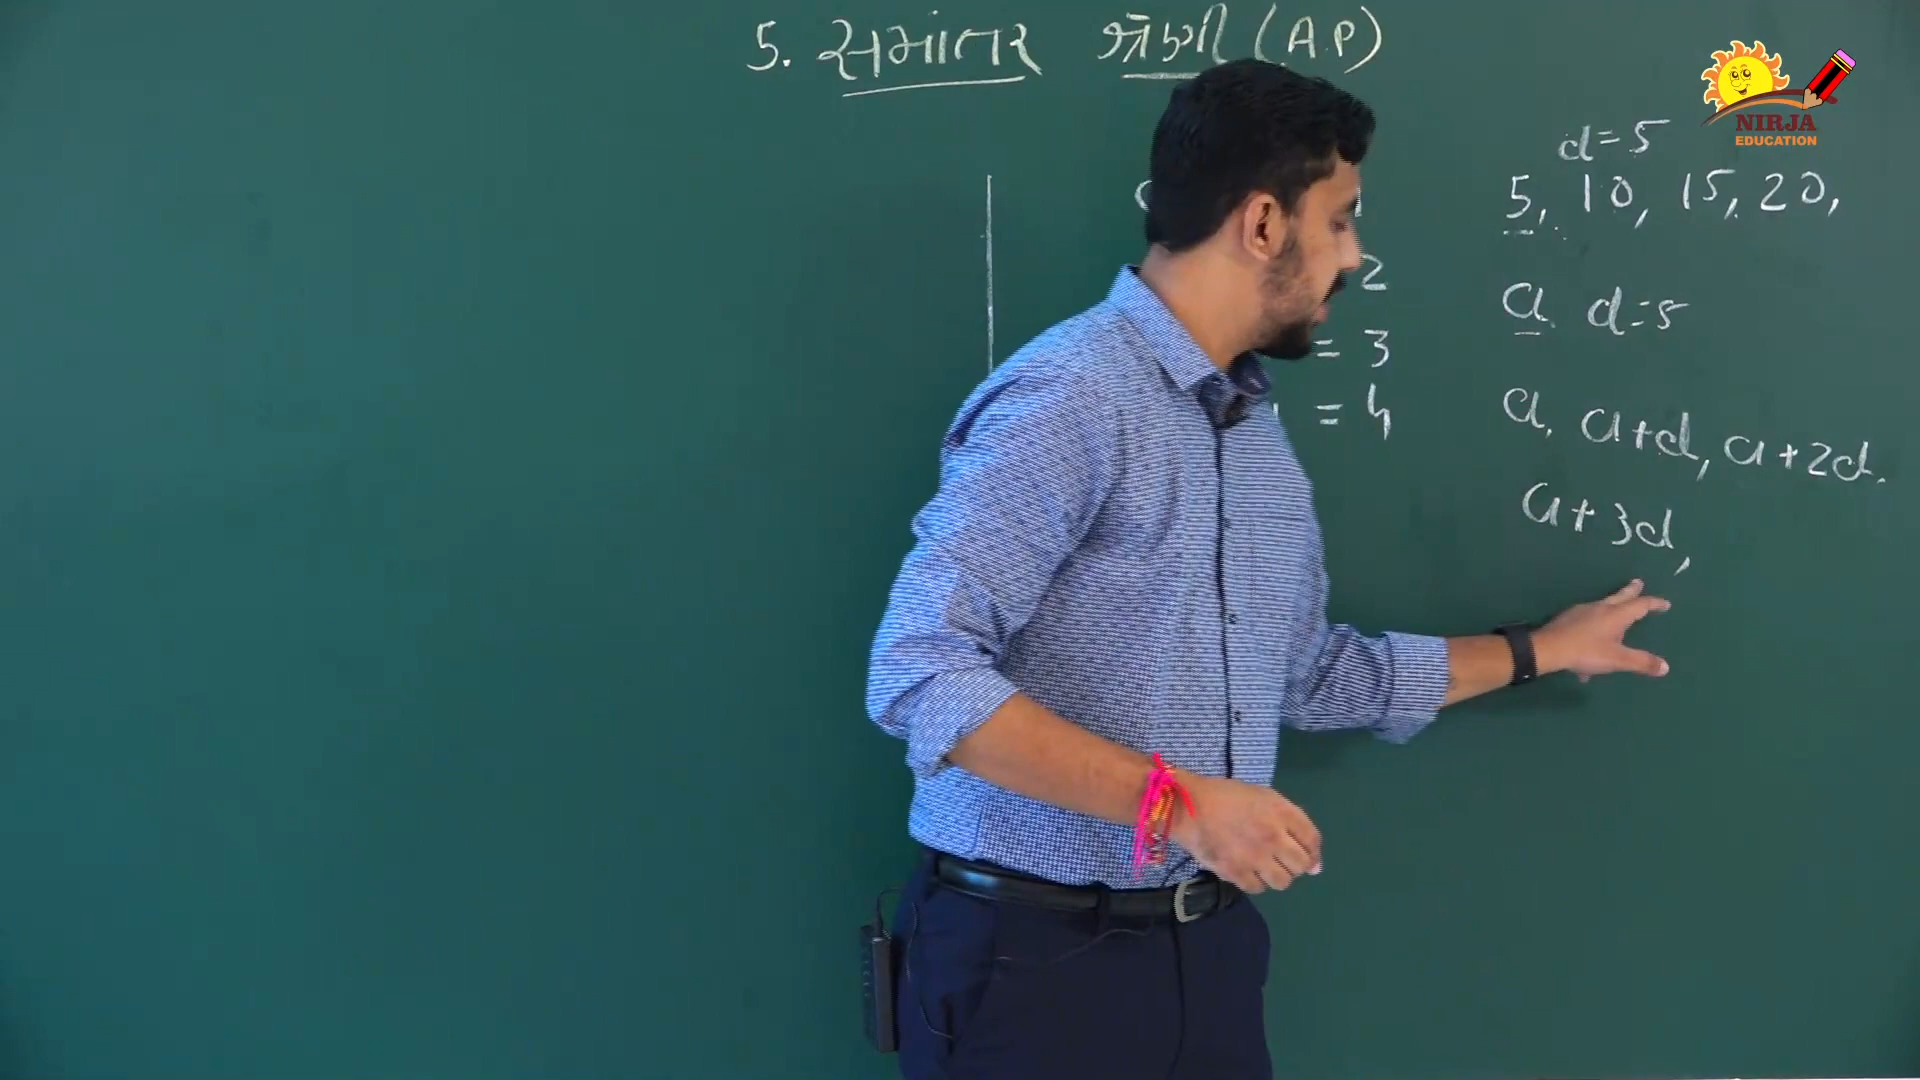 5. સમાંતર શ્રેણી (A.P)
NIRJA
EDUCATION
d=5
5, 10, 15, 20,
2
a. d=5
= 3
= 4
a, a+d, a+2d.
a+3d,